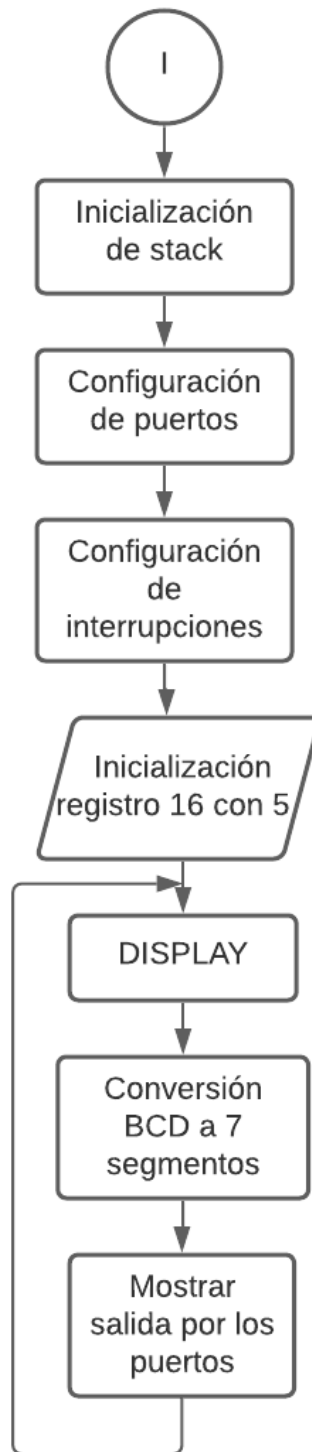 I
Inicialización
de stack
Configuración
de puertos
Configuración
de
interrupciones
Inicialización
registro 16 con 5
DISPLAY
Conversión
BCD a 7
segmentos
Mostrar
salida por los
puertos